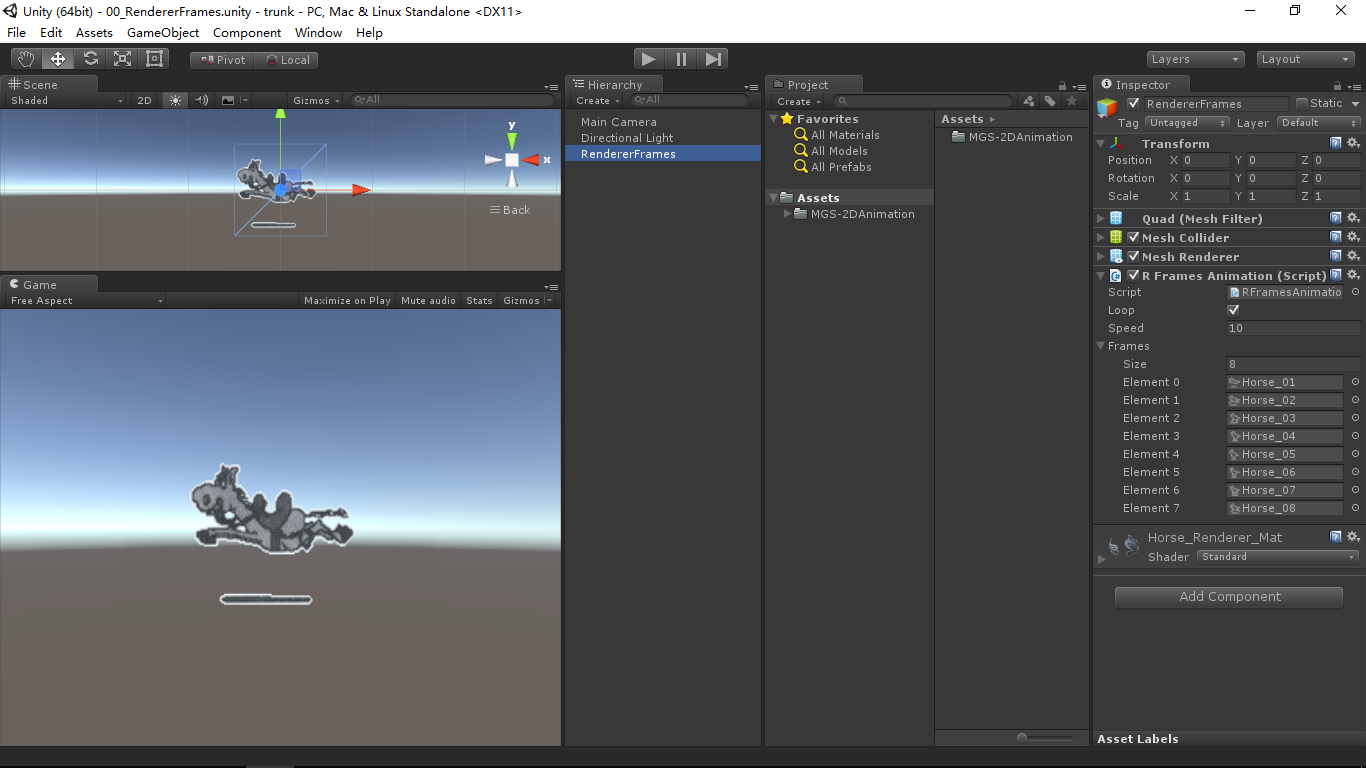 Unity (64bit) - 00_RendererFrames.unity - trunk - PC, Mac & Linux Standalone <DX11>
File Edit Assets GameObject Component Window Help
Pivot Local Layers Layout
Scene
Shaded 2D Gizmos All
y
x
Back
Game
Free Aspect Maximize on Play Mute audio Stats Gizmos
Hierarchy
Create All
Main Camera
Directional Light
RendererFrames
Project
Create
Favorites
All Materials
All Models
All Prefabs
Assets
MGS-2DAnimation
Assets
MGS-2DAnimation
Inspector
RendererFrames Static
Tag Untagged Layer Default
Transform
Position X 0 Y 0 Z 0
Rotation X 0 Y 0 Z 0
Scale X 1 Y 1 Z 1
Quad (Mesh Filter)
Mesh Collider
Mesh Renderer
R Frames Animation (Script)
Script RFramesAnimatio
Loop
Speed 10
Frames
Size 8
Element 0 Horse_01
Element 1 Horse_02
Element 2 Horse_03
Element 3 Horse_04
Element 4 Horse_05
Element 5 Horse_06
Element 6 Horse_07
Element 7 Horse_08
Horse_Renderer_Mat
Shader Standard
Add Component
Asset Labels